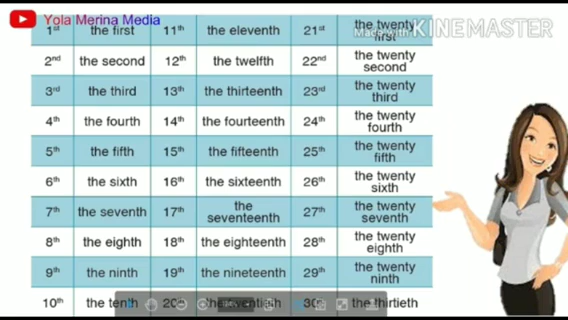 Yola Merina Media
Made with KINEMASTER
1st the first 11th the eleventh 21st the twenty first
2nd the second 12th the twelfth 22nd the twenty second
3rd the third 13th the thirteenth 23rd the twenty third
4th the fourth 14th the fourteenth 24th the twenty fourth
5th the fifth 15th the fifteenth 25th the twenty fifth
6th the sixth 16th the sixteenth 26th the twenty sixth
7th the seventh 17th the seventeenth 27th the twenty seventh
8th the eighth 18th the eighteenth 28th the twenty eighth
9th the ninth 19th the nineteenth 29th the twenty ninth
10th the tenth 20th the twentieth 30th the thirtieth